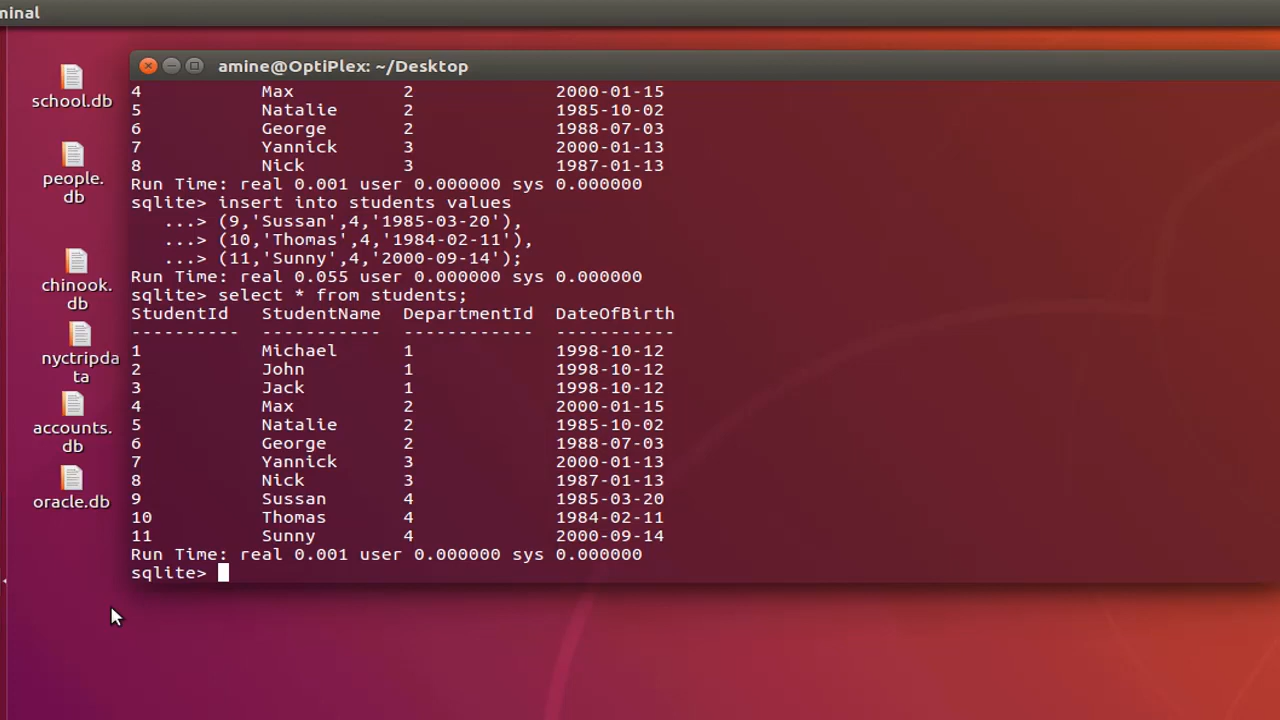 minal
school.db
people.
db
chinook.
db
nyctripda
ta
accounts.
db
oracle.db
amine@OptiPlex: ~/Desktop
4 Max 2 2000-01-15
5 Natalie 2 1985-10-02
6 George 2 1988-07-03
7 Yannick 3 2000-01-13
8 Nick 3 1987-01-13
Run Time: real 0.001 user 0.000000 sys 0.000000
sqlite> insert into students values
...> (9,'Sussan',4,'1985-03-20'),
...> (10,'Thomas',4,'1984-02-11'),
...> (11,'Sunny',4,'2000-09-14');
Run Time: real 0.055 user 0.000000 sys 0.000000
sqlite> select * from students;
StudentId StudentName DepartmentId DateOfBirth
---------- ----------- ------------ -----------
1 Michael 1 1998-10-12
2 John 1 1998-10-12
3 Jack 1 1998-10-12
4 Max 2 2000-01-15
5 Natalie 2 1985-10-02
6 George 2 1988-07-03
7 Yannick 3 2000-01-13
8 Nick 3 1987-01-13
9 Sussan 4 1985-03-20
10 Thomas 4 1984-02-11
11 Sunny 4 2000-09-14
Run Time: real 0.001 user 0.000000 sys 0.000000
sqlite>